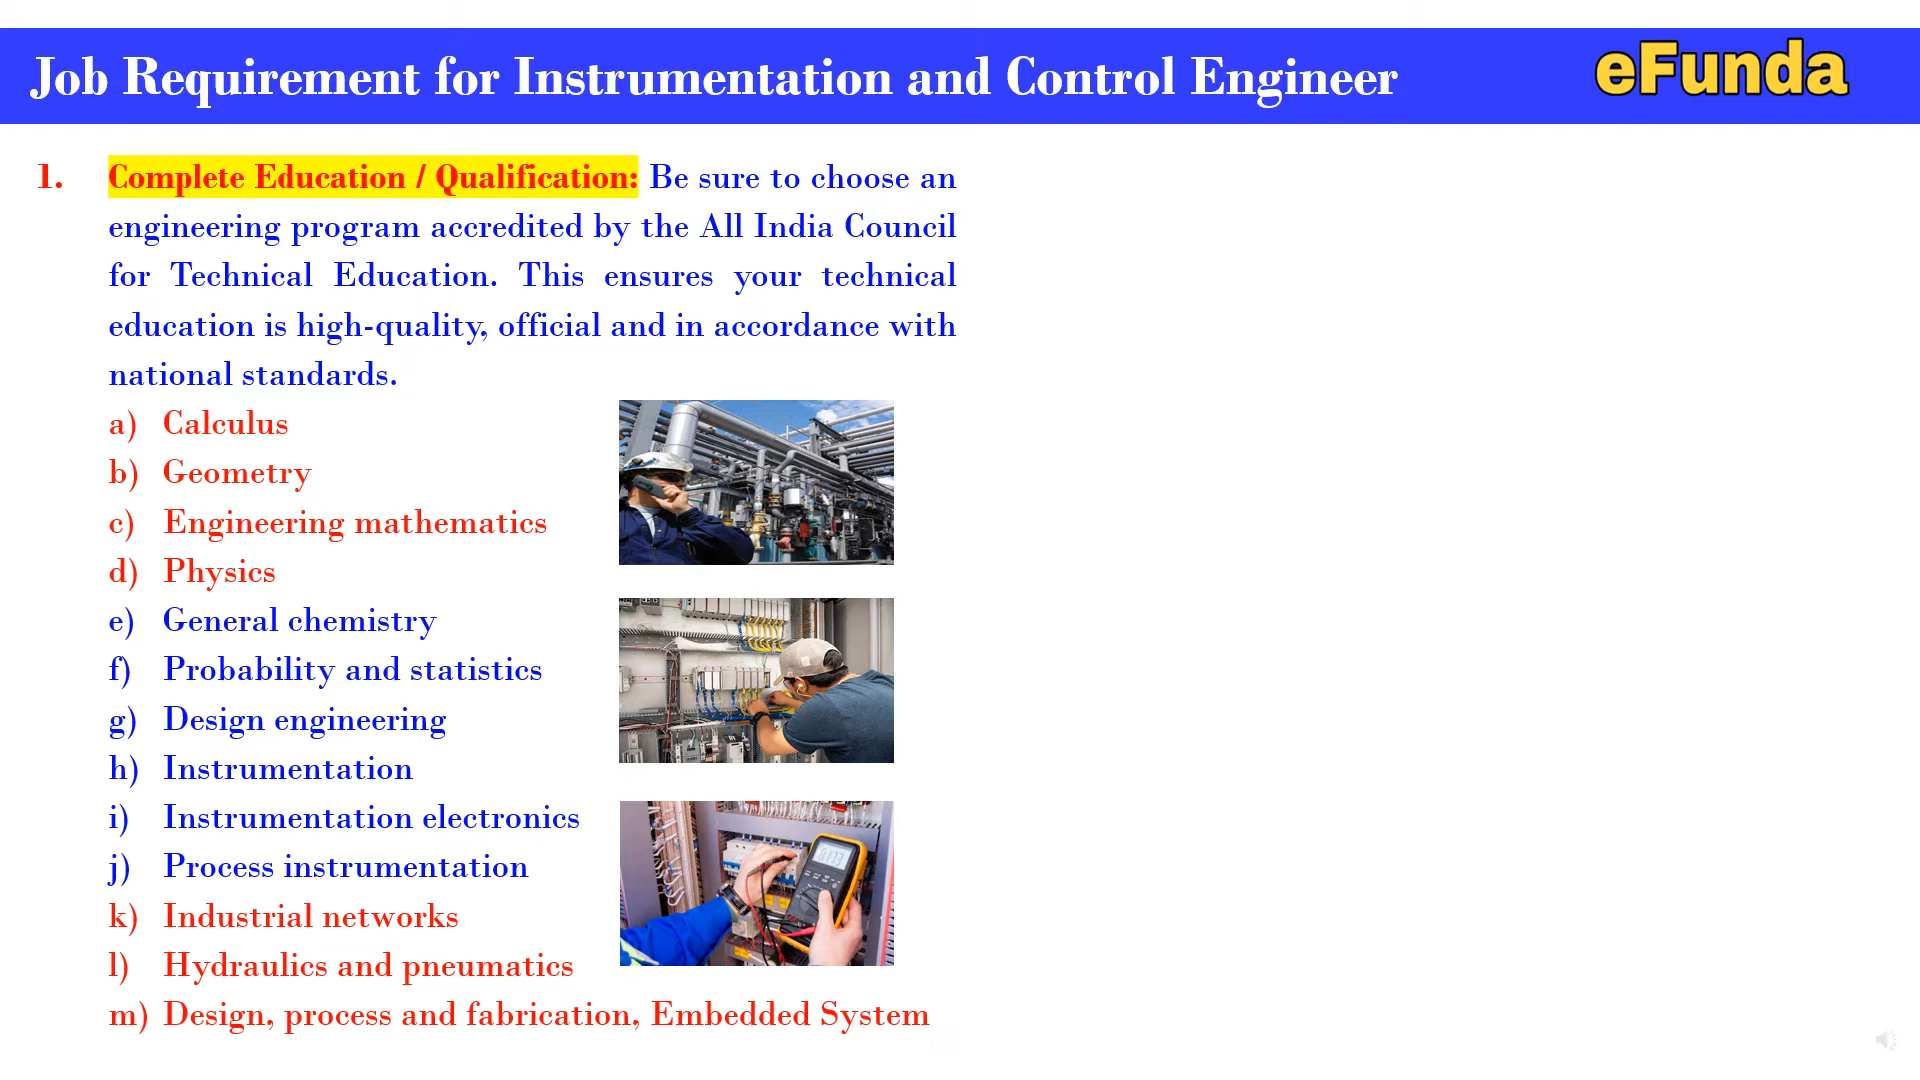 Job Requirement for Instrumentation and Control Engineer
eFunda
1. Complete Education / Qualification: Be sure to choose an
engineering program accredited by the All India Council
for Technical Education. This ensures your technical
education is high-quality, official and in accordance with
national standards.
a) Calculus
b) Geometry
c) Engineering mathematics
d) Physics
e) General chemistry
f) Probability and statistics
g) Design engineering
h) Instrumentation
i) Instrumentation electronics
j) Process instrumentation
k) Industrial networks
l) Hydraulics and pneumatics
m) Design, process and fabrication, Embedded System